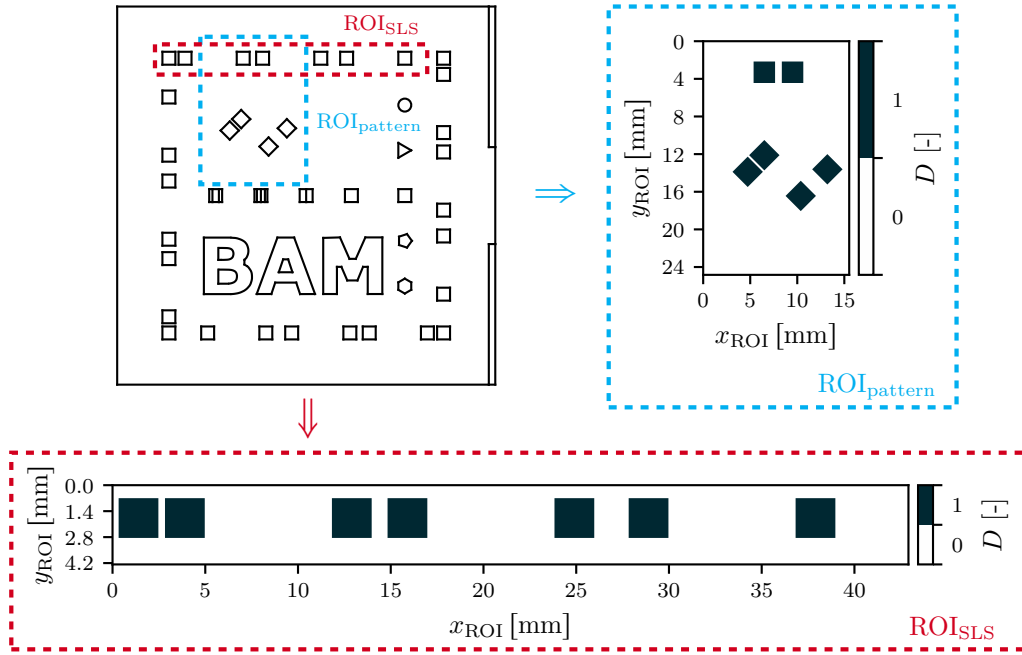 ROI_SLS
ROI_pattern
BAM
⇒
0
4
8
12
16
20
24
y_ROI [mm]
0 5 10 15
x_ROI [mm]
1
0
D [-]
ROI_pattern
⇓
0.0
1.4
2.8
4.2
y_ROI [mm]
0 5 10 15 20 25 30 35 40
x_ROI [mm]
1
0
D [-]
ROI_SLS